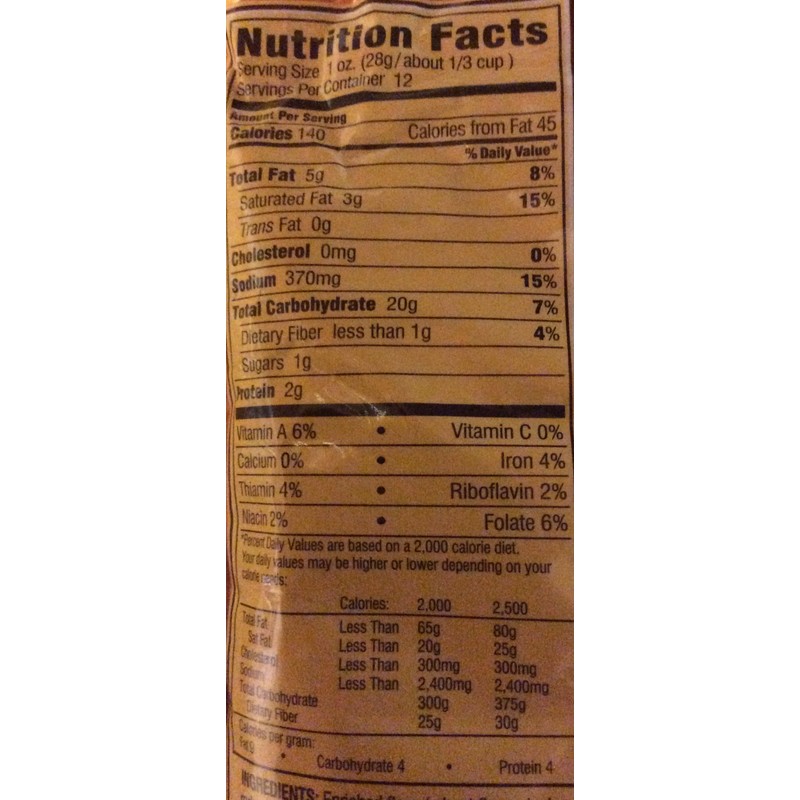 Nutrition Facts
Serving Size 1 oz. (28g/about 1/3 cup)
Servings Per Container 12
Amount Per Serving
Calories 140 Calories from Fat 45
% Daily Value*
Total Fat 5g 8%
Saturated Fat 3g 15%
Trans Fat 0g
Cholesterol 0mg 0%
Sodium 370mg 15%
Total Carbohydrate 20g 7%
Dietary Fiber less than 1g 4%
Sugars 1g
Protein 2g
Vitamin A 6% • Vitamin C 0%
Calcium 0% • Iron 4%
Thiamin 4% • Riboflavin 2%
Niacin 2% • Folate 6%
*Percent Daily Values are based on a 2,000 calorie diet.
Your daily values may be higher or lower depending on your
calorie needs:
Calories: 2,000 2,500
Total Fat Less Than 65g 80g
Sat Fat Less Than 20g 25g
Cholesterol Less Than 300mg 300mg
Sodium Less Than 2,400mg 2,400mg
Total Carbohydrate 300g 375g
Dietary Fiber 25g 30g
Calories per gram:
Fat 9 • Carbohydrate 4 • Protein 4
INGREDIENTS: